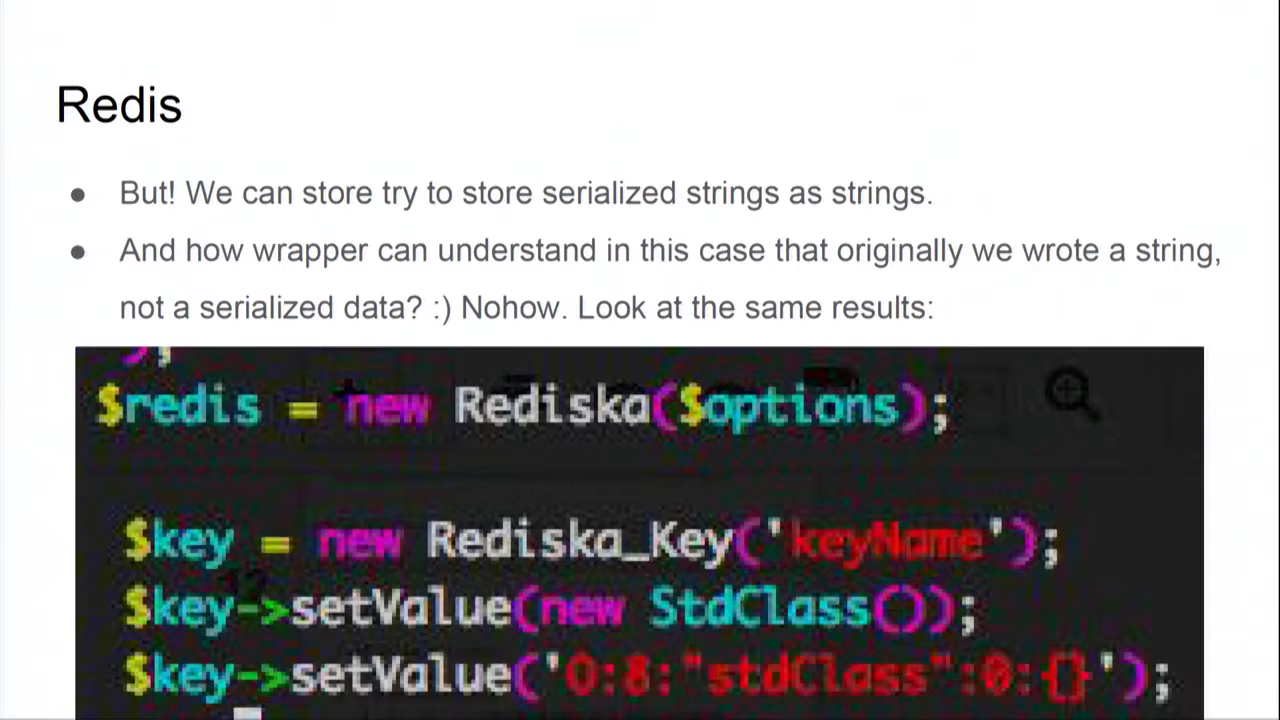 Redis
● But! We can store try to store serialized strings as strings.
● And how wrapper can understand in this case that originally we wrote a string,
not a serialized data? :) Nohow. Look at the same results:
);
$redis = new Rediska($options);
$key = new Rediska_Key('keyName');
$key->setValue(new StdClass());
$key->setValue('O:8:"stdClass":0:{}');